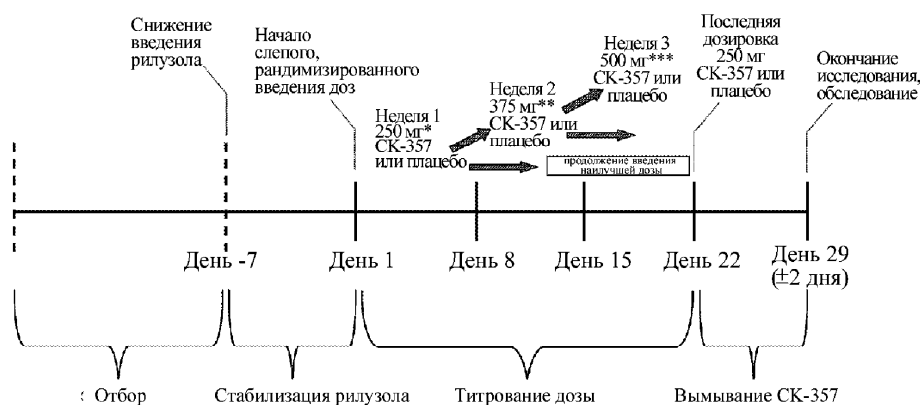 Снижение
введения
рилузола
Начало
слепого,
рандимизированного
введения доз
Неделя 1
250 мг*
СК-357
или плацебо
Неделя 2
375 мг**
СК-357 или
плацебо
Неделя 3
500 мг***
СК-357 или
плацебо
Последняя
дозировка
250 мг
СК-357 или
плацебо
Окончание
исследования,
обследование
продолжение введения
наилучшей дозы
День -7
День 1
День 8
День 15
День 22
День 29
(±2 дня)
Отбор
Стабилизация рилузола
Титрование дозы
Вымывание СК-357